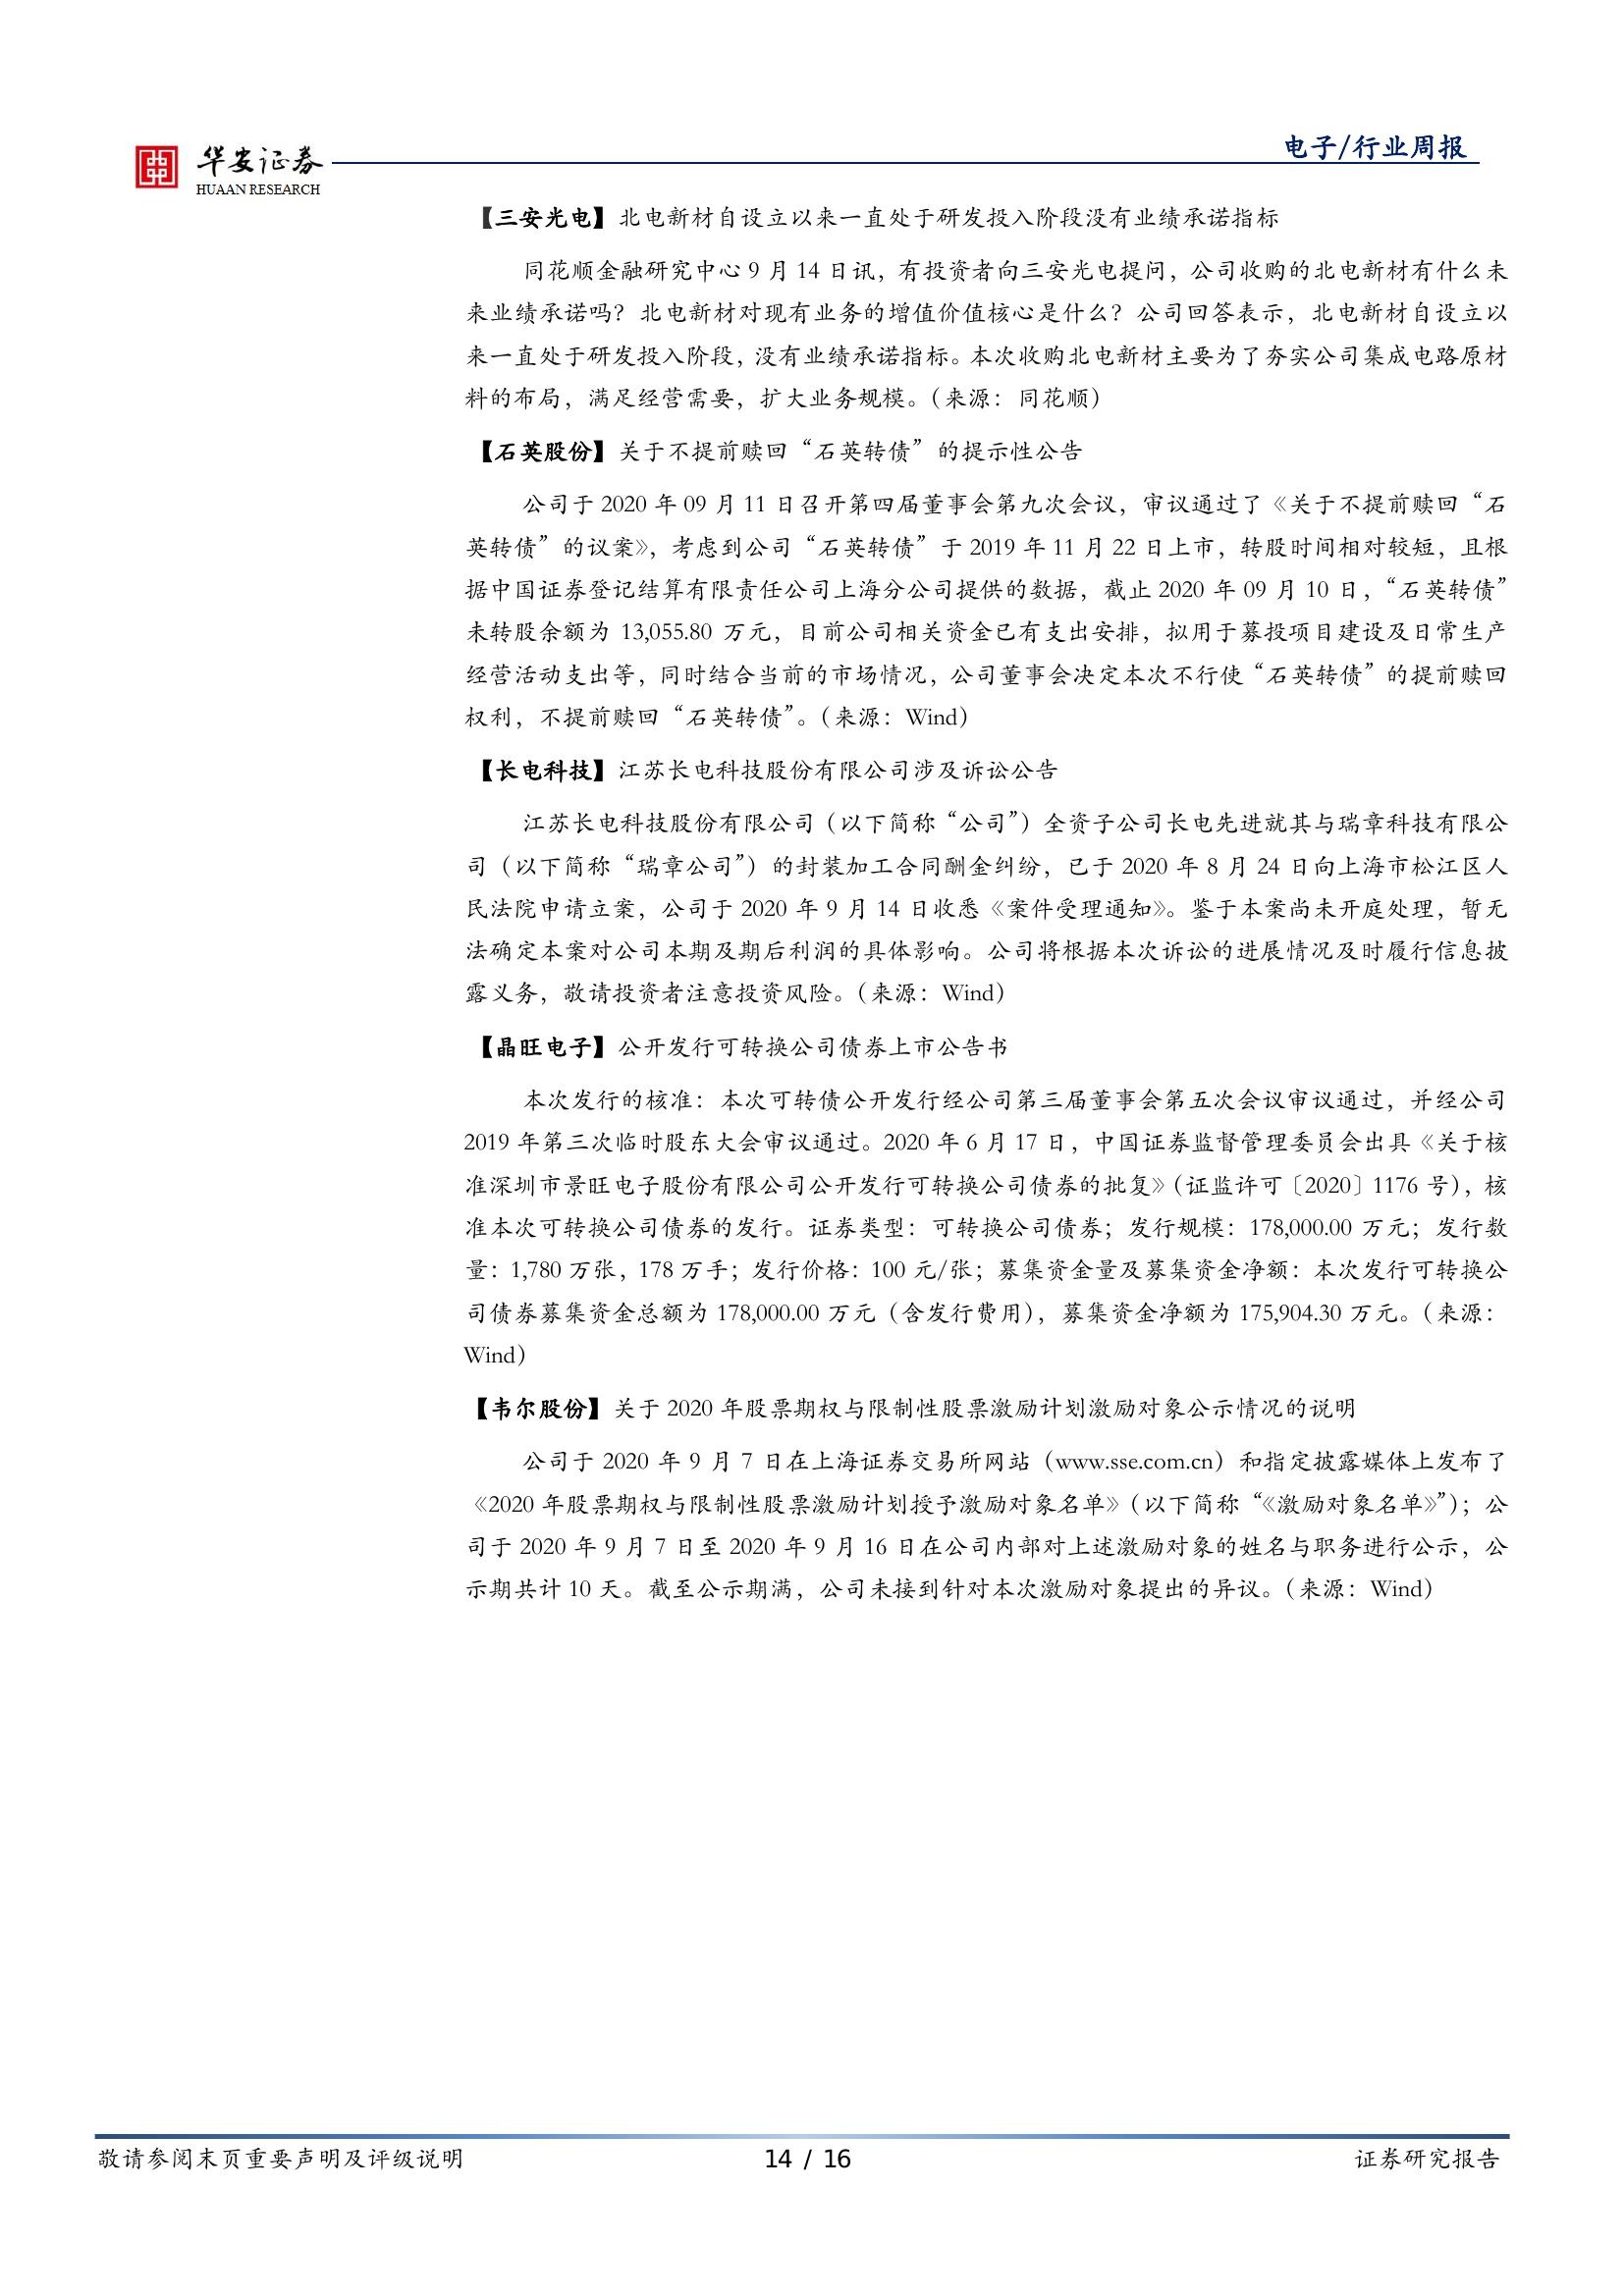 华安证券
HUAAN RESEARCH
电子/行业周报
【三安光电】北电新材自设立以来一直处于研发投入阶段没有业绩承诺指标
同花顺金融研究中心 9 月 14 日讯，有投资者向三安光电提问，公司收购的北电新材有什么未
来业绩承诺吗？北电新材对现有业务的增值价值核心是什么？公司回答表示，北电新材自设立以
来一直处于研发投入阶段，没有业绩承诺指标。本次收购北电新材主要为了夯实公司集成电路原材
料的布局，满足经营需要，扩大业务规模。（来源：同花顺）
【石英股份】关于不提前赎回“石英转债”的提示性公告
公司于 2020 年 09 月 11 日召开第四届董事会第九次会议，审议通过了《关于不提前赎回“石
英转债”的议案》，考虑到公司“石英转债”于 2019 年 11 月 22 日上市，转股时间相对较短，且根
据中国证券登记结算有限责任公司上海分公司提供的数据，截止 2020 年 09 月 10 日，“石英转债”
未转股余额为 13,055.80 万元，目前公司相关资金已有支出安排，拟用于募投项目建设及日常生产
经营活动支出等，同时结合当前的市场情况，公司董事会决定本次不行使“石英转债”的提前赎回
权利，不提前赎回“石英转债”。（来源：Wind）
【长电科技】江苏长电科技股份有限公司涉及诉讼公告
江苏长电科技股份有限公司（以下简称“公司”）全资子公司长电先进就其与瑞章科技有限公
司（以下简称“瑞章公司”）的封装加工合同酬金纠纷，已于 2020 年 8 月 24 日向上海市松江区人
民法院申请立案，公司于 2020 年 9 月 14 日收悉《案件受理通知》。鉴于本案尚未开庭处理，暂无
法确定本案对公司本期及期后利润的具体影响。公司将根据本次诉讼的进展情况及时履行信息披
露义务，敬请投资者注意投资风险。（来源：Wind）
【晶旺电子】公开发行可转换公司债券上市公告书
本次发行的核准：本次可转债公开发行经公司第三届董事会第五次会议审议通过，并经公司
2019 年第三次临时股东大会审议通过。2020 年 6 月 17 日，中国证券监督管理委员会出具《关于核
准深圳市景旺电子股份有限公司公开发行可转换公司债券的批复》（证监许可〔2020〕1176 号），核
准本次可转换公司债券的发行。证券类型：可转换公司债券；发行规模：178,000.00 万元；发行数
量：1,780 万张，178 万手；发行价格：100 元/张；募集资金量及募集资金净额：本次发行可转换公
司债券募集资金总额为 178,000.00 万元（含发行费用），募集资金净额为 175,904.30 万元。（来源：
Wind）
【韦尔股份】关于 2020 年股票期权与限制性股票激励计划激励对象公示情况的说明
公司于 2020 年 9 月 7 日在上海证券交易所网站（www.sse.com.cn）和指定披露媒体上发布了
《2020 年股票期权与限制性股票激励计划授予激励对象名单》（以下简称“《激励对象名单》”）；公
司于 2020 年 9 月 7 日至 2020 年 9 月 16 日在公司内部对上述激励对象的姓名与职务进行公示，公
示期共计 10 天。截至公示期满，公司未接到针对本次激励对象提出的异议。（来源：Wind）
敬请参阅末页重要声明及评级说明
14 / 16
证券研究报告